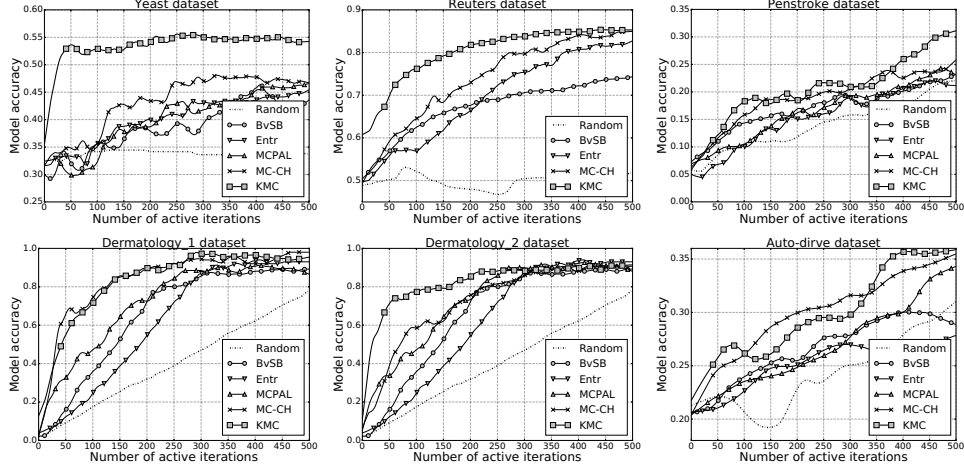 Yeast dataset
Model accuracy
0.60
0.55
0.50
0.45
0.40
0.35
0.30
0.25
0 50 100 150 200 250 300 350 400 450 500
Number of active iterations
Random
BvSB
Entr
MCPAL
MC-CH
KMC
Reuters dataset
Model accuracy
0.9
0.8
0.7
0.6
0.5
0 50 100 150 200 250 300 350 400 450 500
Number of active iterations
Random
BvSB
Entr
MCPAL
MC-CH
KMC
Penstroke dataset
Model accuracy
0.35
0.30
0.25
0.20
0.15
0.10
0.05
0.00
0 50 100 150 200 250 300 350 400 450 500
Number of active iterations
Random
BvSB
Entr
MCPAL
MC-CH
KMC
Dermatology_1 dataset
Model accuracy
1.0
0.8
0.6
0.4
0.2
0.0
0 50 100 150 200 250 300 350 400 450 500
Number of active iterations
Random
BvSB
Entr
MCPAL
MC-CH
KMC
Dermatology_2 dataset
Model accuracy
1.0
0.8
0.6
0.4
0.2
0.0
0 50 100 150 200 250 300 350 400 450 500
Number of active iterations
Random
BvSB
Entr
MCPAL
MC-CH
KMC
Auto-dirve dataset
Model accuracy
0.35
0.30
0.25
0.20
0 50 100 150 200 250 300 350 400 450 500
Number of active iterations
Random
BvSB
Entr
MCPAL
MC-CH
KMC